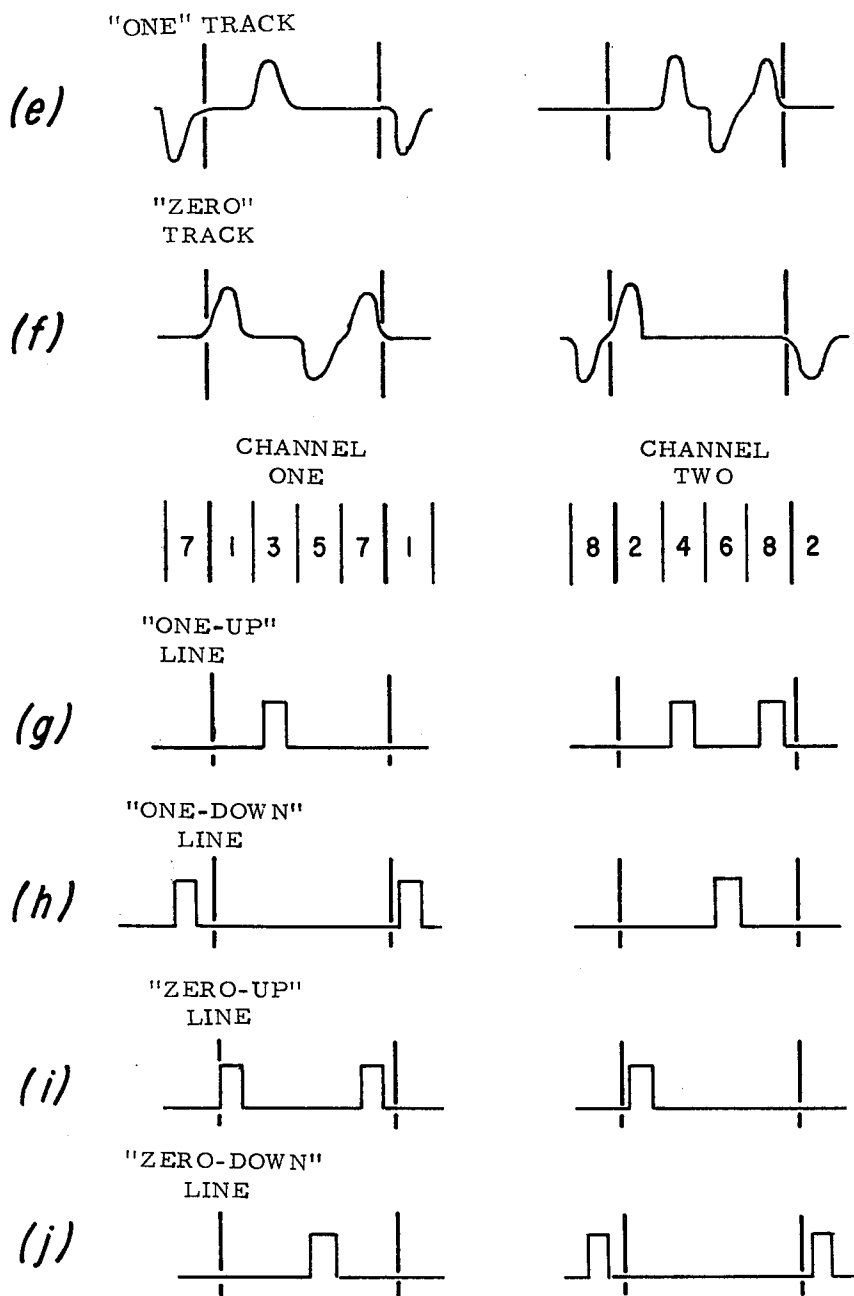 "ONE" TRACK
(e)
"ZERO"
TRACK
(f)
CHANNEL
ONE
CHANNEL
TWO
7 1 3 5 7 1
8 2 4 6 8 2
"ONE-UP"
LINE
(g)
"ONE-DOWN"
LINE
(h)
"ZERO-UP"
LINE
(i)
"ZERO-DOWN"
LINE
(j)